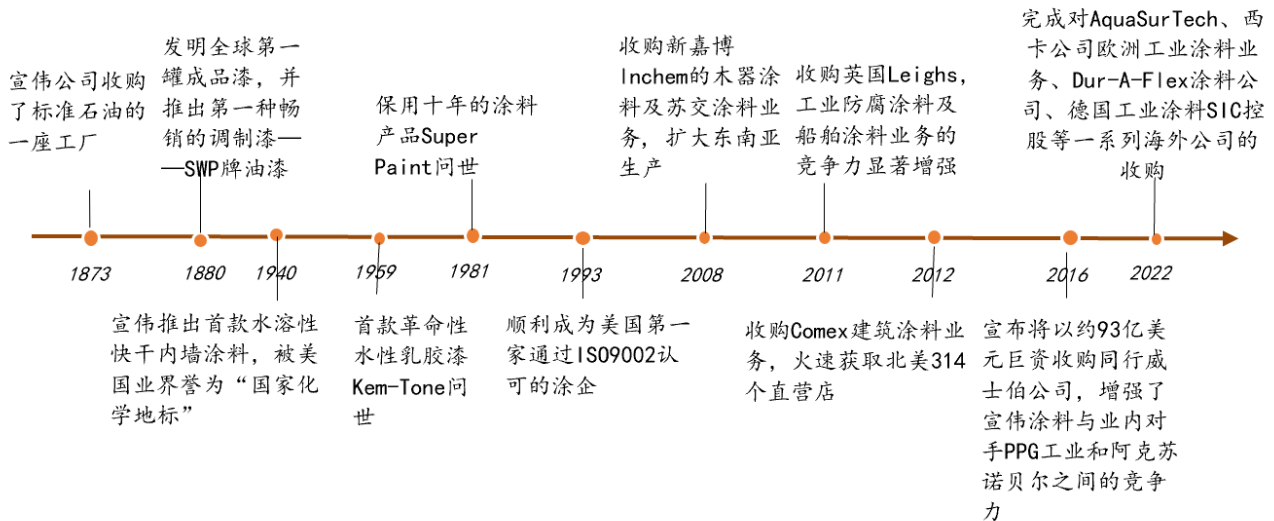 宣伟公司收购
了标准石油的
一座工厂
发明全球第一
罐成品漆，并
推出第一种畅
销的调制漆—
—SWP牌油漆
保用十年的涂料
产品Super
Paint问世
收购新嘉博
Inchem的木器涂
料及苏交涂料业
务，扩大东南亚
生产
收购英国Leighs，
工业防腐涂料及
船舶涂料业务的
竞争力显著增强
完成对AquaSurTech、西
卡公司欧洲工业涂料业
务、Dur-A-Flex涂料公
司、德国工业涂料SIC控
股等一系列海外公司的
收购
1873
1880
1940
1959
1981
1993
2008
2011
2012
2016
2022
宣伟推出首款水溶性
快干内墙涂料，被美
国业界誉为“国家化
学地标”
首款革命性
水性乳胶漆
Kem-Tone问
世
顺利成为美国第一
家通过ISO9002认
可的涂企
收购Comex建筑涂料业
务，火速获取北美314
个直营店
宣布将以约93亿美
元巨资收购同行威
士伯公司，增强了
宣伟涂料与业内对
手PPG工业和阿克苏
诺贝尔之间的竞争
力